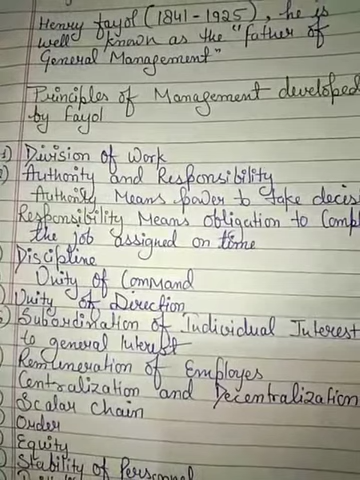 Henry fayol (1841-1925), he is
well known as the "father of
General Management"
Principles of Management developed
by Fayol
1) Division of Work
2) Authority and Responsibility
Authority Means power to take decis
Responsibility Means obligation to Comp
the job assigned on time
Discipline
Unity of Command
Unity of Direction
Subordination of Individual Interest
to general Interest
Remuneration of Employes
Centralization and Decentralization
Scalar Chain
Order
Equity
Stability of Personnel